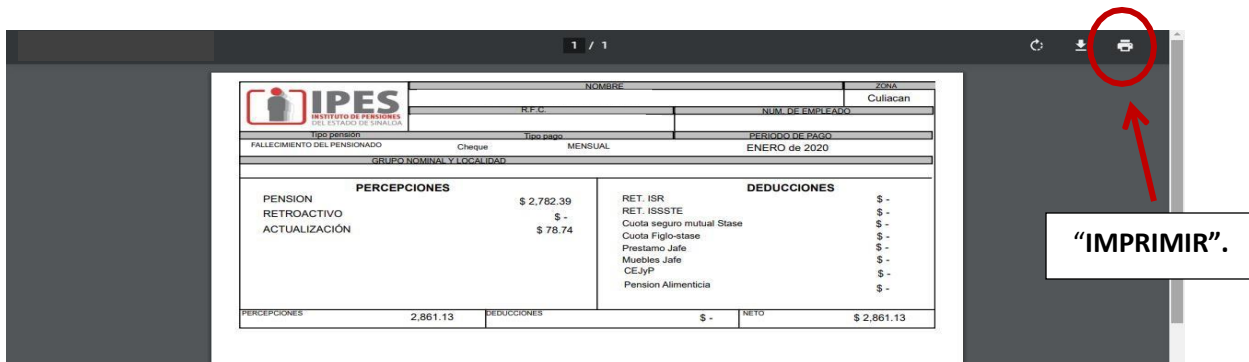 1 / 1
IPES
INSTITUTO DE PENSIONES
DEL ESTADO DE SINALOA
NOMBRE ZONA
Culiacan
R.F.C. NUM. DE EMPLEADO
Tipo pensión Tipo pago PERIODO DE PAGO
FALLECIMIENTO DEL PENSIONADO Cheque MENSUAL ENERO de 2020
GRUPO NOMINAL Y LOCALIDAD
PERCEPCIONES DEDUCCIONES
PENSION $ 2,782.39 RET. ISR $ -
RETROACTIVO $ - RET. ISSSTE $ -
ACTUALIZACIÓN $ 78.74 Cuota seguro mutual Stase $ -
Cuota Figlo-stase $ -
Prestamo Jafe $ -
Muebles Jafe $ -
CEJyP $ -
Pension Alimenticia $ -
PERCEPCIONES 2,861.13 DEDUCCIONES $ - NETO $ 2,861.13
“IMPRIMIR”.